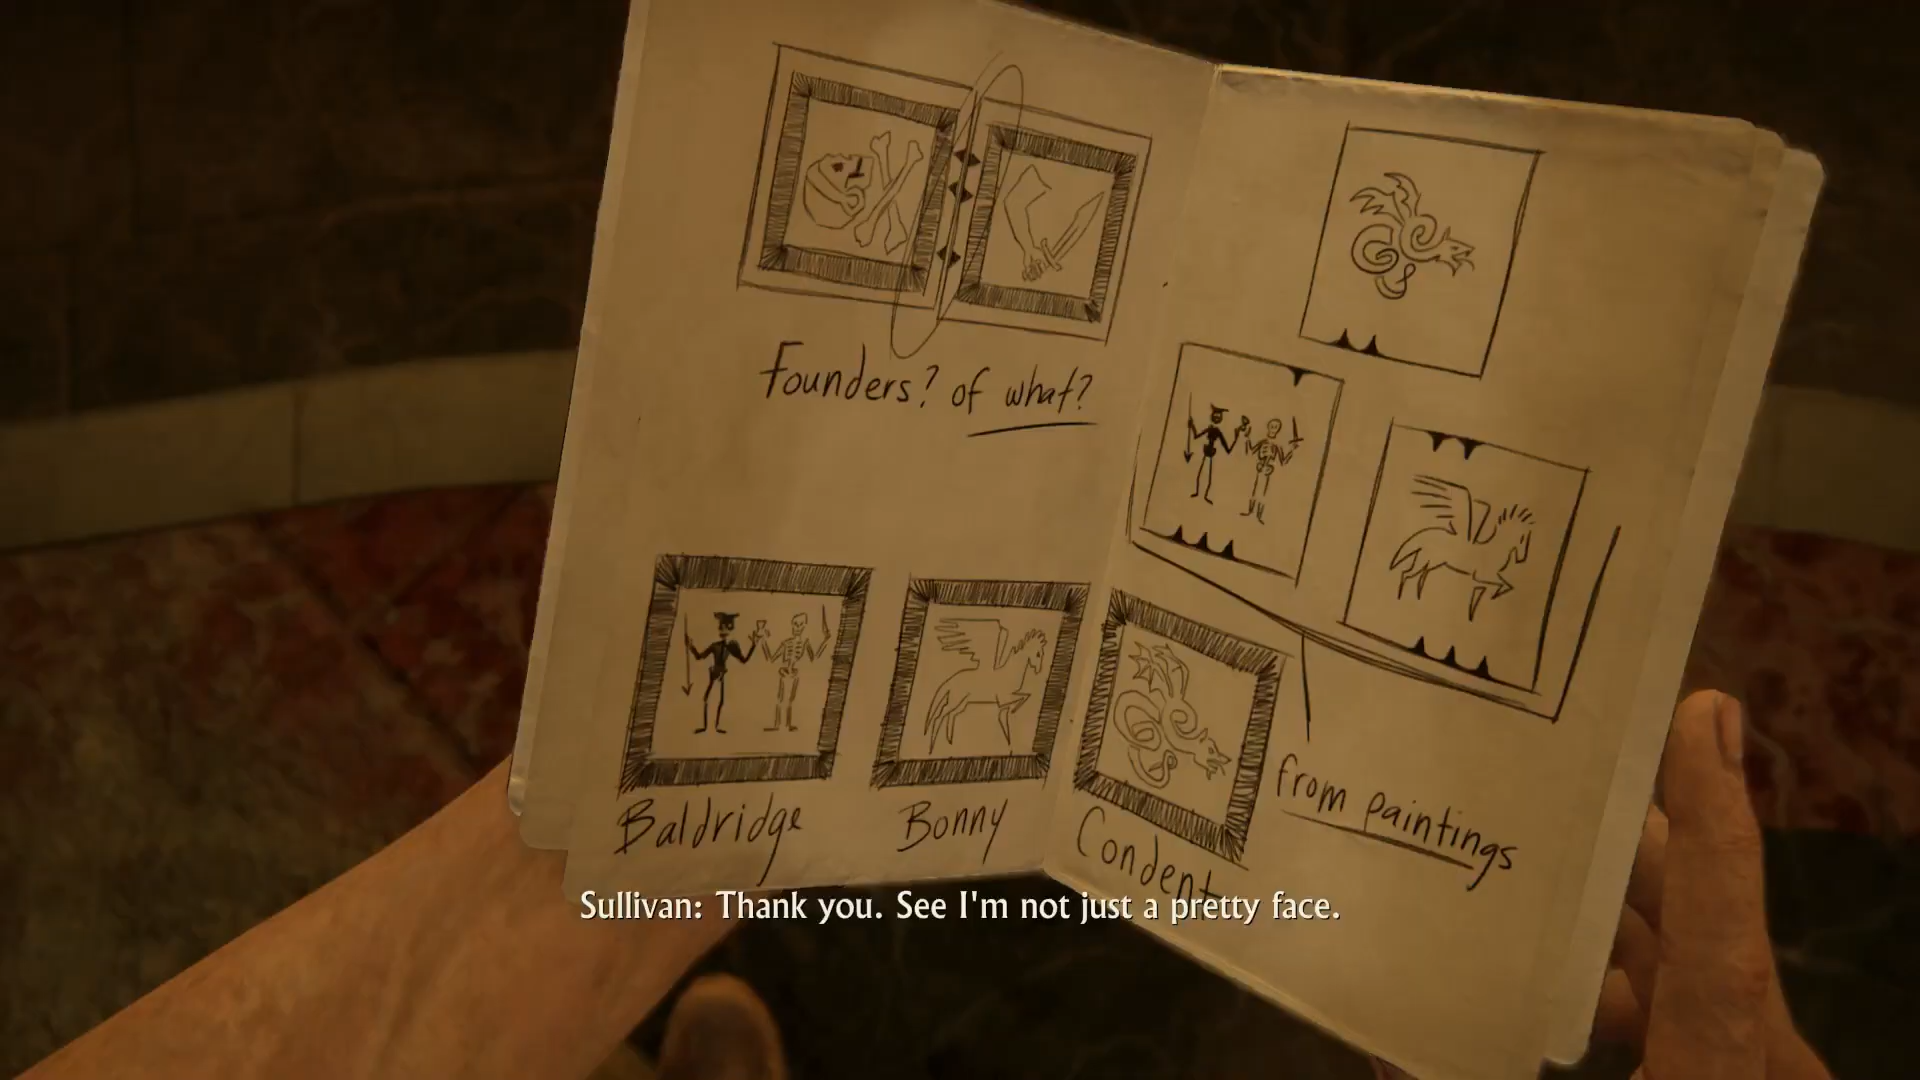 Founders? of what?
Baldridge
Bonny
Condent
from paintings
Sullivan: Thank you. See I'm not just a pretty face.